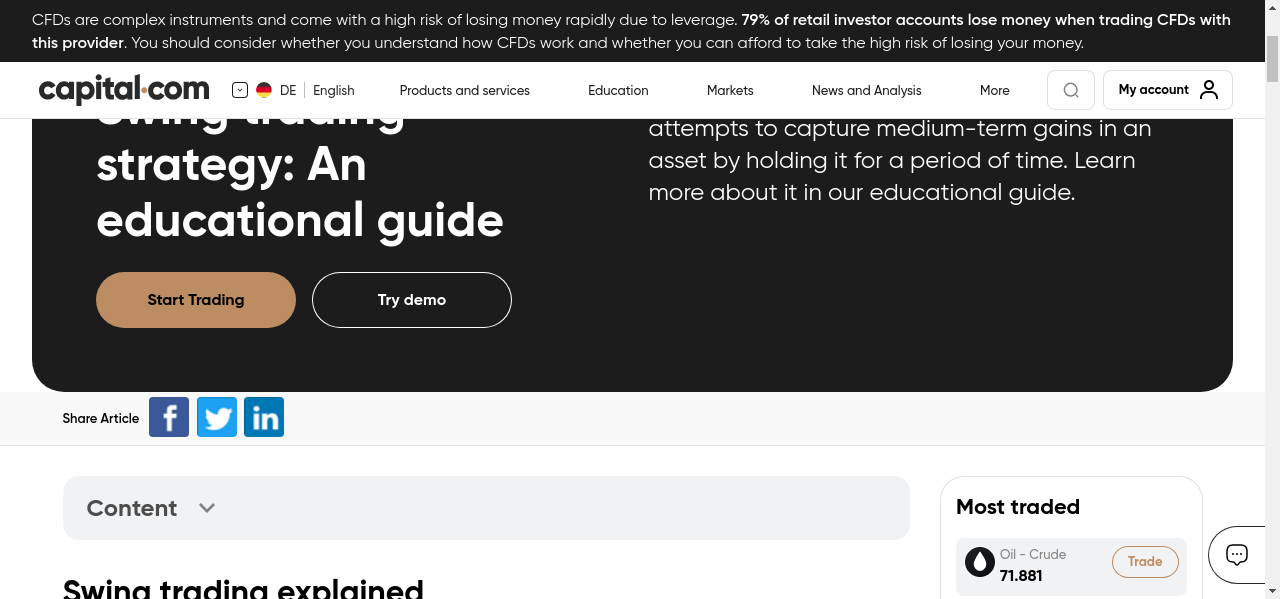 CFDs are complex instruments and come with a high risk of losing money rapidly due to leverage. 79% of retail investor accounts lose money when trading CFDs with
this provider. You should consider whether you understand how CFDs work and whether you can afford to take the high risk of losing your money.
capital.com
DE
English
Products and services
Education
Markets
News and Analysis
More
My account
Swing trading
strategy: An
educational guide
attempts to capture medium-term gains in an
asset by holding it for a period of time. Learn
more about it in our educational guide.
Start Trading
Try demo
Share Article
Content
Most traded
Oil - Crude
71.881
Trade
Swing trading explained